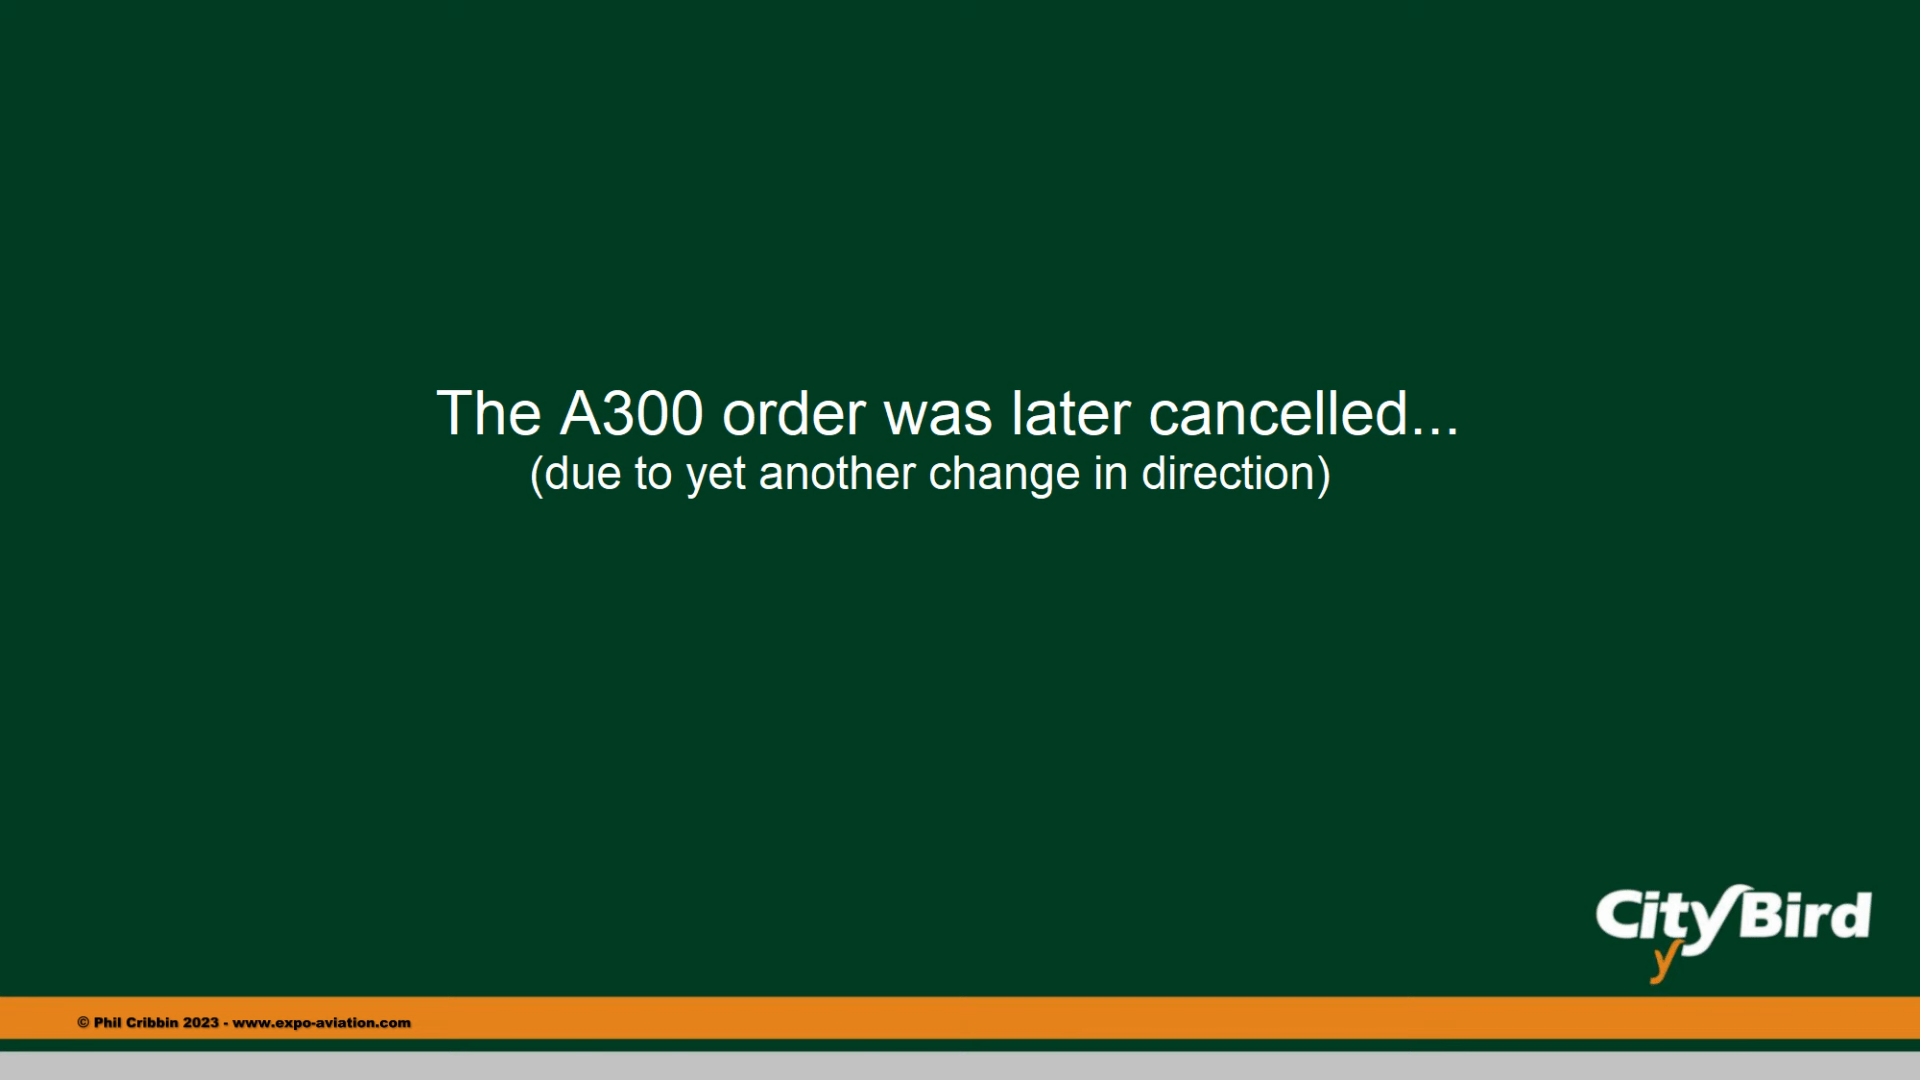 The A300 order was later cancelled...
(due to yet another change in direction)
CityBird
y
© Phil Cribbin 2023 - www.expo-aviation.com